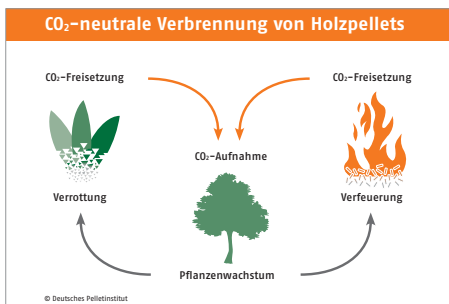 CO₂-neutrale Verbrennung von Holzpellets
CO₂-Freisetzung
CO₂-Freisetzung
CO₂-Aufnahme
Verrottung
Verfeuerung
Pflanzenwachstum
© Deutsches Pelletinstitut